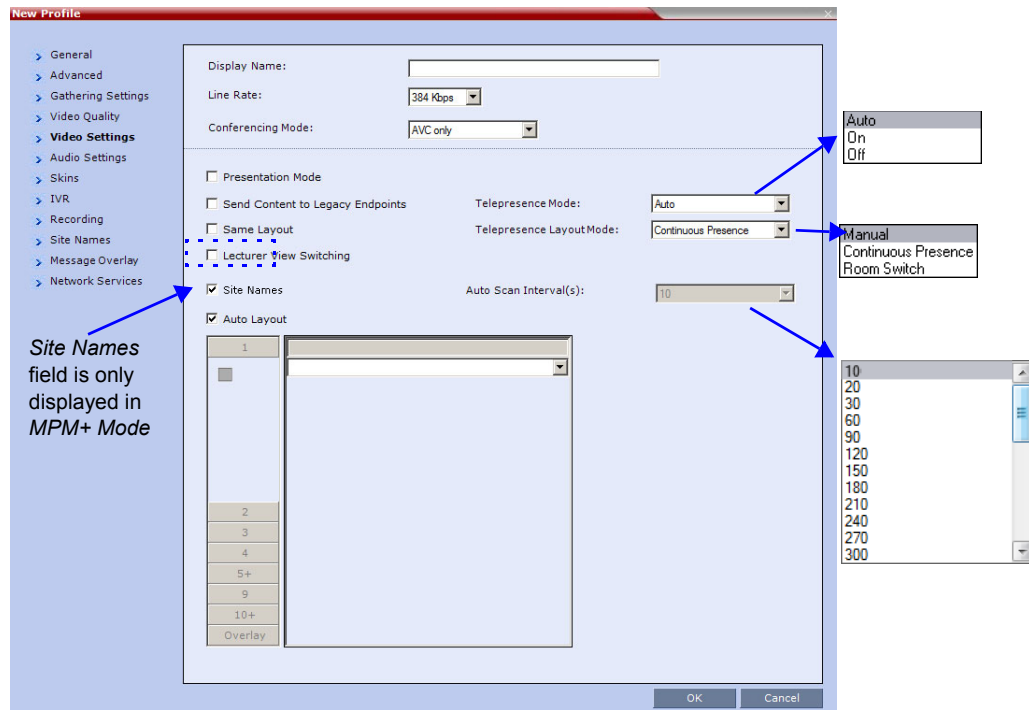 New Profile
General
Advanced
Gathering Settings
Video Quality
Video Settings
Audio Settings
Skins
IVR
Recording
Site Names
Message Overlay
Network Services
Site Names
field is only
displayed in
MPM+ Mode
Display Name:
Line Rate:
384 Kbps
Conferencing Mode:
AVC only
Presentation Mode
Send Content to Legacy Endpoints
Telepresence Mode:
Auto
Same Layout
Telepresence LayoutMode:
Continuous Presence
Lecturer View Switching
Site Names
Auto Scan Interval(s):
10
Auto Layout
1
2
3
4
5+
9
10+
Overlay
OK
Cancel
Auto
On
Off
Manual
Continuous Presence
Room Switch
10
20
30
60
90
120
150
180
210
240
270
300